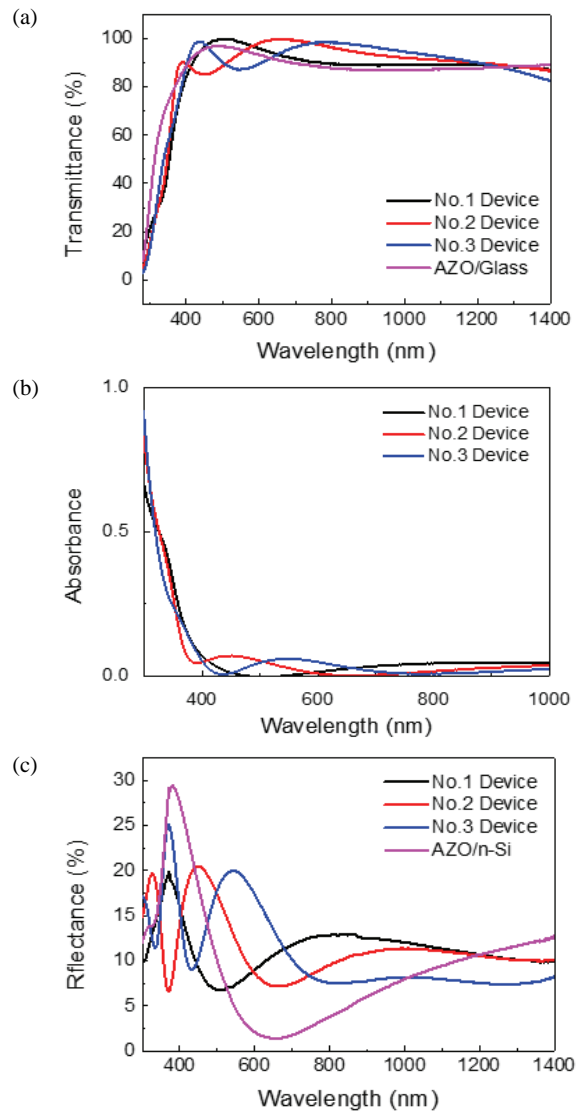 (a)
100
80
60
40
20
0
Transmittance (%)
No.1 Device
No.2 Device
No.3 Device
AZO/Glass
400 600 800 1000 1200 1400
Wavelength (nm)
(b)
1.0
0.5
0.0
Absorbance
No.1 Device
No.2 Device
No.3 Device
400 600 800 1000
Wavelength (nm)
(c)
30
25
20
15
10
5
0
Rflectance (%)
No.1 Device
No.2 Device
No.3 Device
AZO/n-Si
400 600 800 1000 1200 1400
Wavelength (nm)